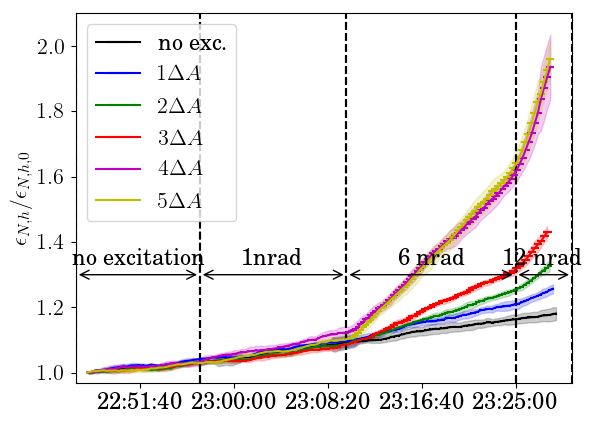 2.0
1.8
1.6
1.4
1.2
1.0
ϵN,h/ϵN,h,0
no exc.
1ΔA
2ΔA
3ΔA
4ΔA
5ΔA
no excitation 1nrad 6 nrad 12 nrad
22:51:40 23:00:00 23:08:20 23:16:40 23:25:00